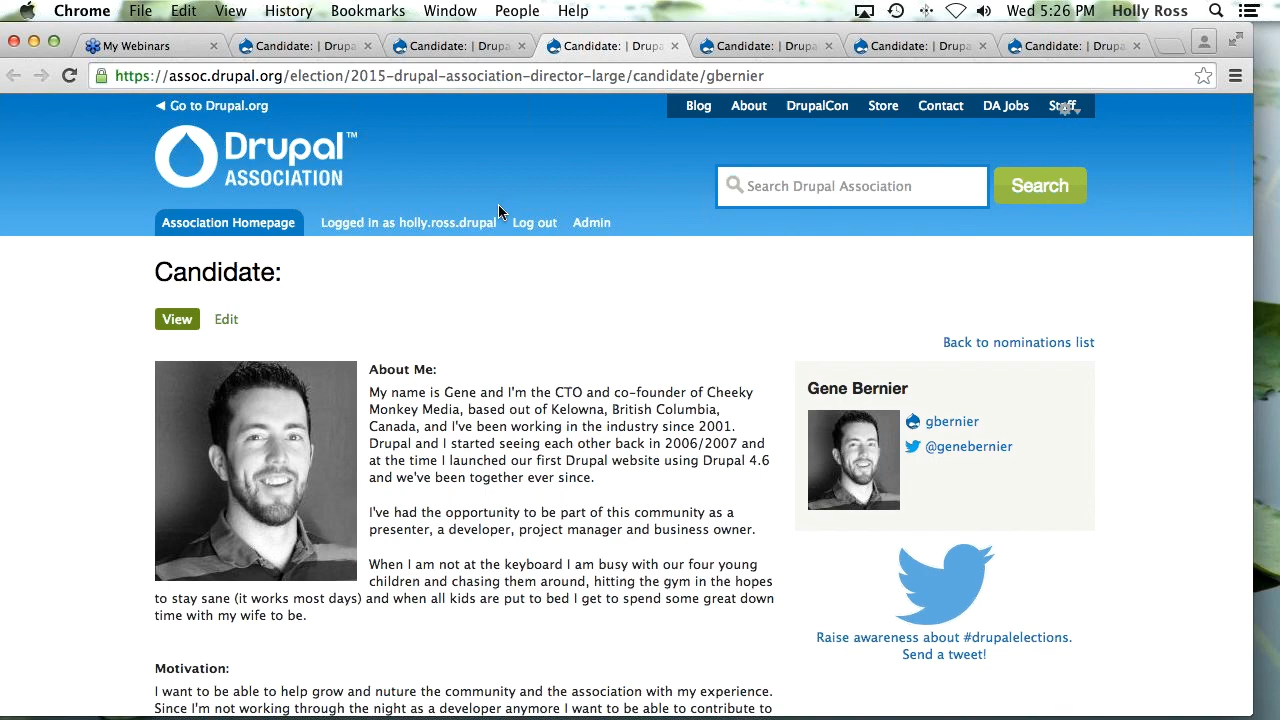 Chrome File Edit View History Bookmarks Window People Help Wed 5:26 PM Holly Ross
My Webinars Candidate: | Drupa Candidate: | Drupa Candidate: | Drupa Candidate: | Drupa Candidate: | Drupa Candidate: | Drupa
https://assoc.drupal.org/election/2015-drupal-association-director-large/candidate/gbernier
Go to Drupal.org
Blog About DrupalCon Store Contact DA Jobs Staff
Drupal™
ASSOCIATION
Search Drupal Association Search
Association Homepage Logged in as holly.ross.drupal Log out Admin
Candidate:
View Edit
Back to nominations list
About Me:
My name is Gene and I'm the CTO and co-founder of Cheeky
Monkey Media, based out of Kelowna, British Columbia,
Canada, and I've been working in the industry since 2001.
Drupal and I started seeing each other back in 2006/2007 and
at the time I launched our first Drupal website using Drupal 4.6
and we've been together ever since.
I've had the opportunity to be part of this community as a
presenter, a developer, project manager and business owner.
When I am not at the keyboard I am busy with our four young
children and chasing them around, hitting the gym in the hopes
to stay sane (it works most days) and when all kids are put to bed I get to spend some great down
time with my wife to be.
Motivation:
I want to be able to help grow and nuture the community and the association with my experience.
Since I'm not working through the night as a developer anymore I want to be able to contribute to
Gene Bernier
gbernier
@genebernier
Raise awareness about #drupalelections.
Send a tweet!